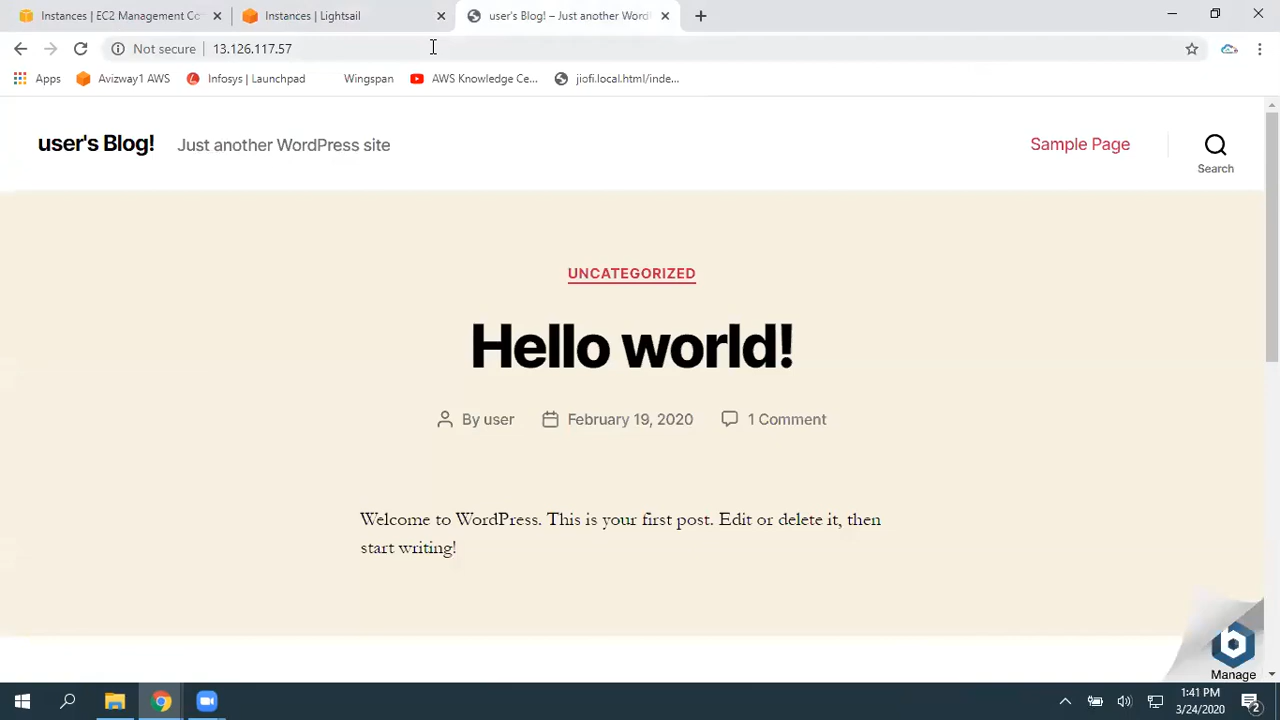 Instances | EC2 Management Co
Instances | Lightsail
user's Blog! – Just another Word
Not secure
13.126.117.57
Apps
Avizway1 AWS
Infosys | Launchpad
Wingspan
AWS Knowledge Ce...
jiofi.local.html/inde...
user's Blog!
Just another WordPress site
Sample Page
Search
UNCATEGORIZED
Hello world!
By user
February 19, 2020
1 Comment
Welcome to WordPress. This is your first post. Edit or delete it, then
start writing!
b
Manage
1:41 PM
3/24/2020
2